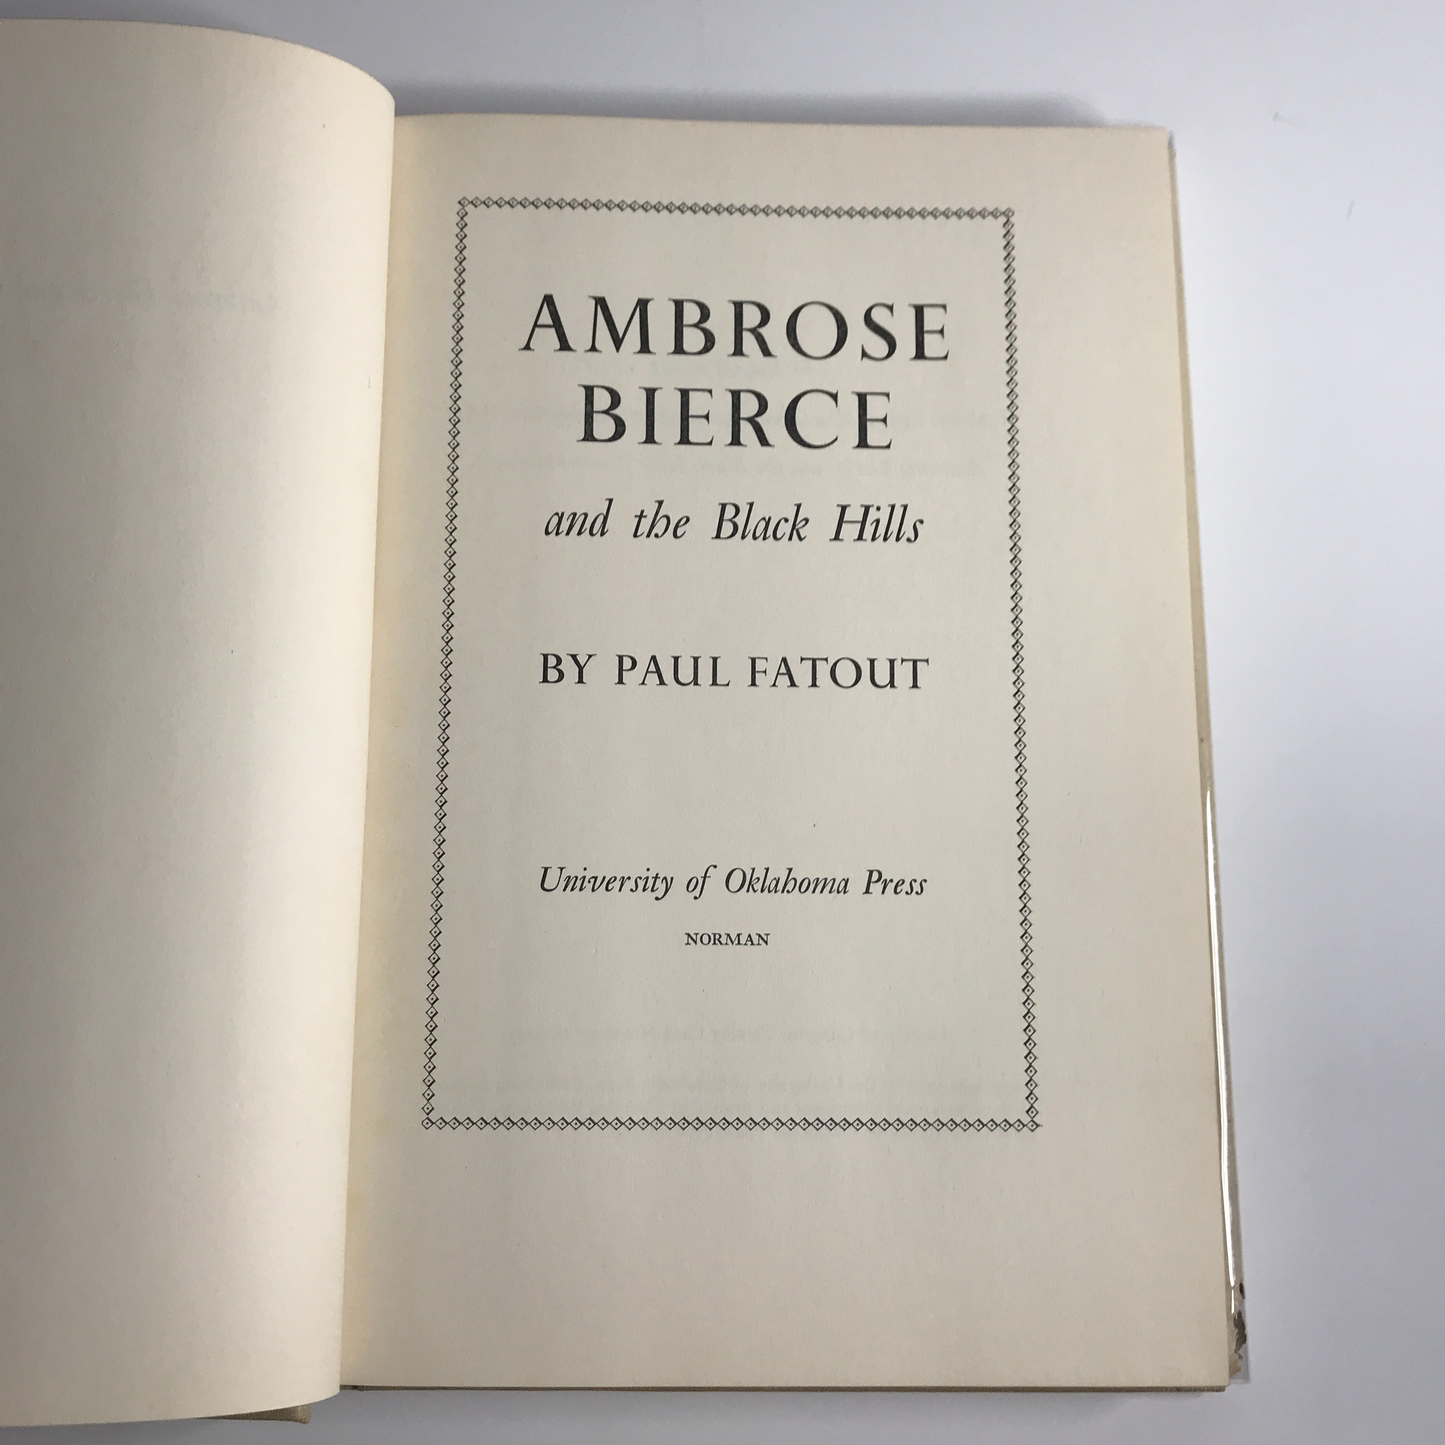 AMBROSE
BIERCE
and the Black Hills
BY PAUL FATOUT
University of Oklahoma Press
NORMAN